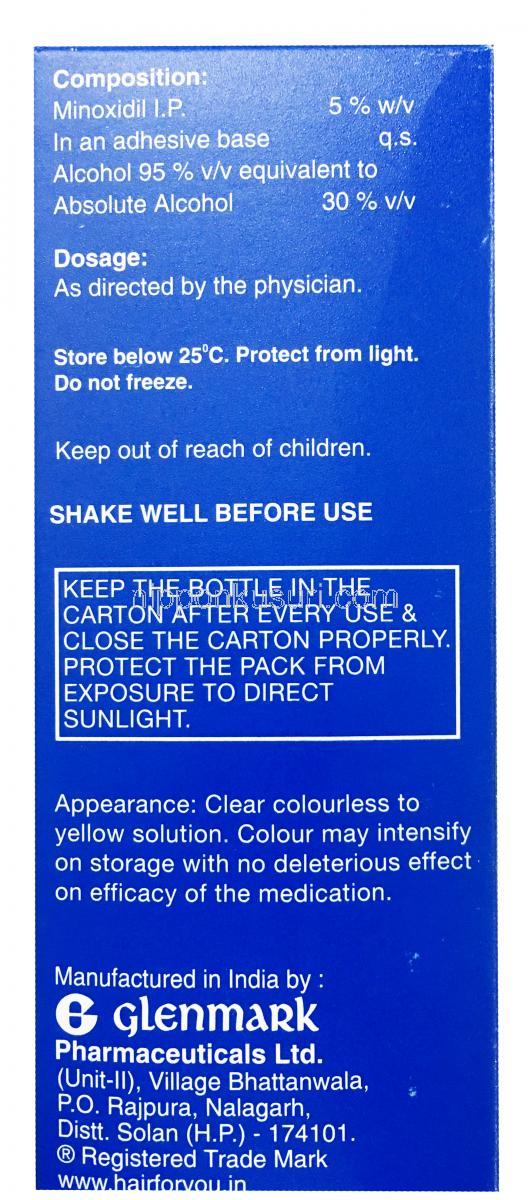 Composition:
Minoxidil I.P. 5 % w/v
In an adhesive base q.s.
Alcohol 95 % v/v equivalent to
Absolute Alcohol 30 % v/v
Dosage:
As directed by the physician.
Store below 25⁰C. Protect from light.
Do not freeze.
Keep out of reach of children.
SHAKE WELL BEFORE USE
KEEP THE BOTTLE IN THE
nipponkusuri.com
CARTON AFTER EVERY USE &
CLOSE THE CARTON PROPERLY.
PROTECT THE PACK FROM
EXPOSURE TO DIRECT
SUNLIGHT.
Appearance: Clear colourless to
yellow solution. Colour may intensify
on storage with no deleterious effect
on efficacy of the medication.
Manufactured in India by :
G glenmark
Pharmaceuticals Ltd.
(Unit-II), Village Bhattanwala,
P.O. Rajpura, Nalagarh,
Distt. Solan (H.P.) - 174101.
® Registered Trade Mark
www.hairforyou.in